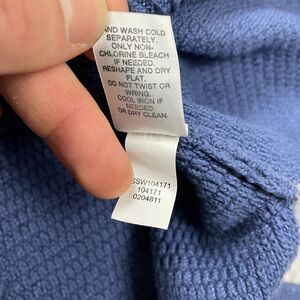 AND WASH COLD
SEPARATELY.
ONLY NON-
CHLORINE BLEACH
IF NEEDED.
RESHAPE AND DRY
FLAT.
DO NOT TWIST OR
WRING.
COOL IRON IF
NEEDED
OR DRY CLEAN.
SSW104171
104171
0204811